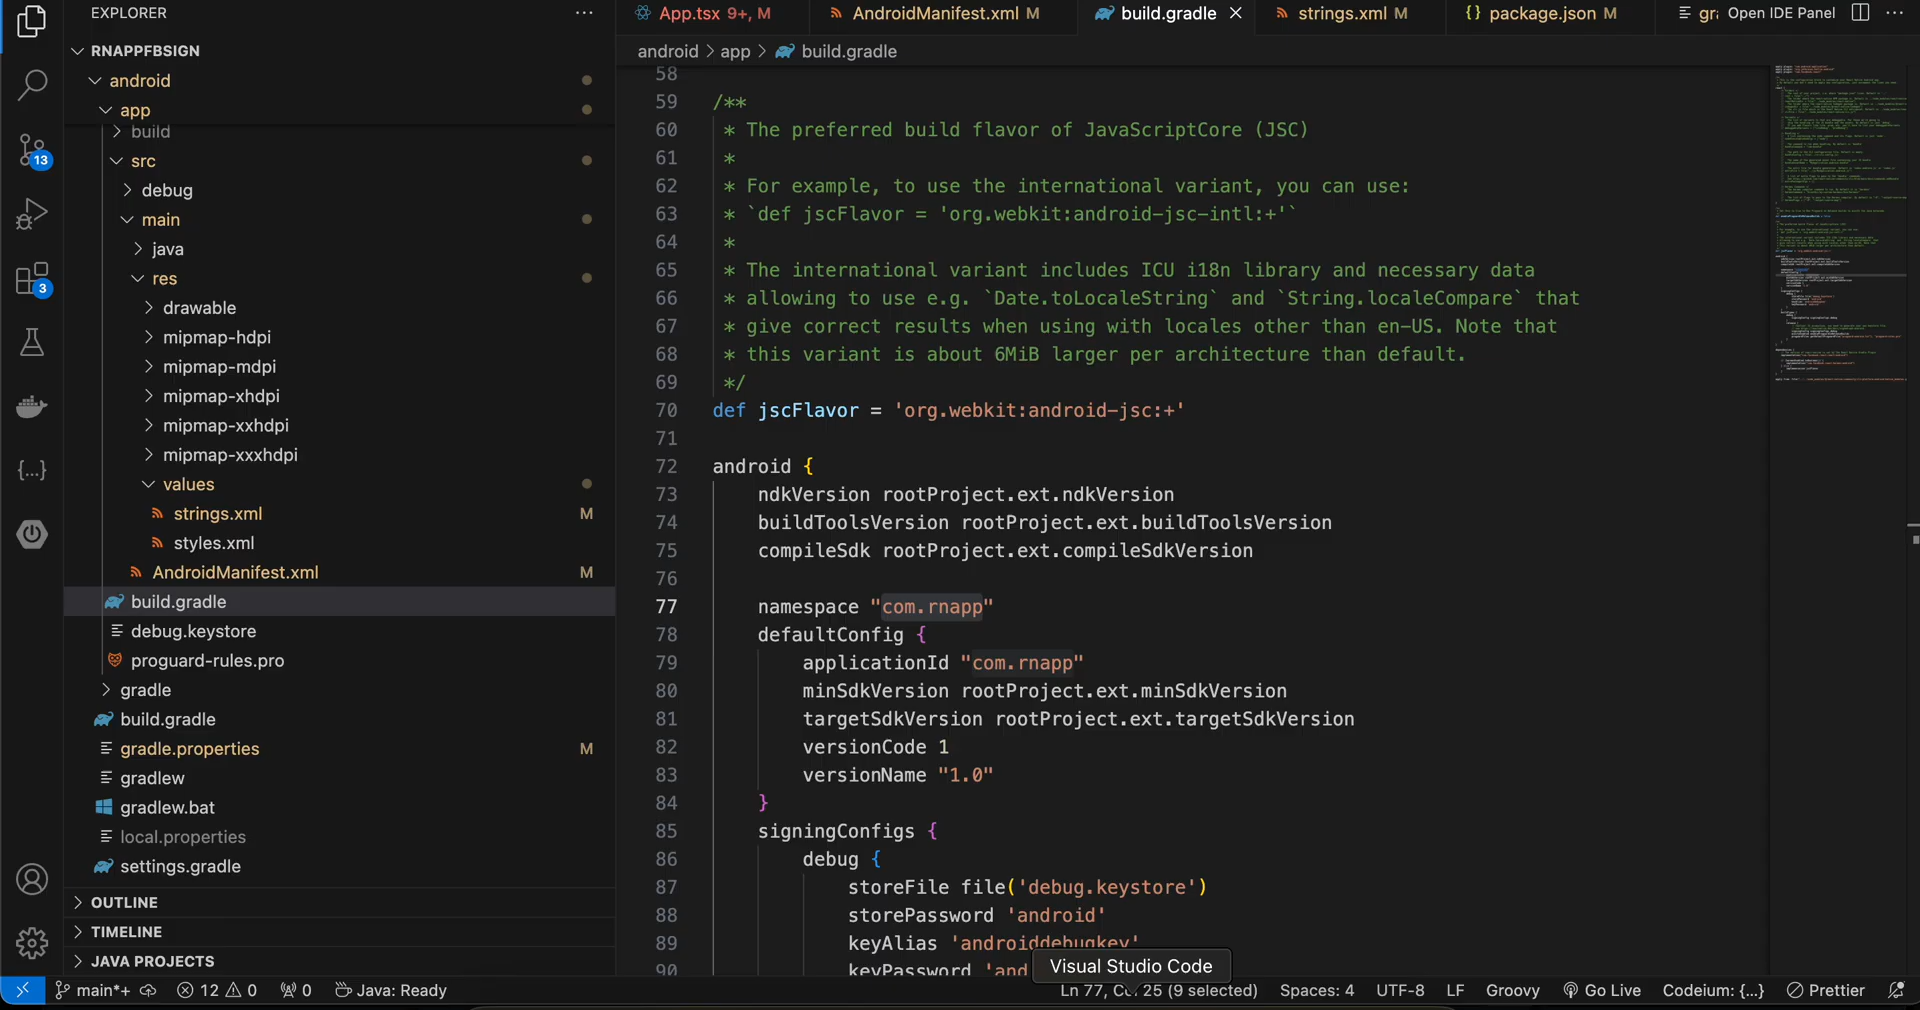 EXPLORER
RNAPPFBSIGN
android
app
build
src
debug
main
java
res
drawable
mipmap-hdpi
mipmap-mdpi
mipmap-xhdpi
mipmap-xxhdpi
mipmap-xxxhdpi
values
strings.xml M
styles.xml
AndroidManifest.xml M
build.gradle
debug.keystore
proguard-rules.pro
gradle
build.gradle
gradle.properties M
gradlew
gradlew.bat
local.properties
settings.gradle
OUTLINE
TIMELINE
JAVA PROJECTS
13
3
App.tsx 9+, M
AndroidManifest.xml M
build.gradle
strings.xml M
package.json M
Open IDE Panel
android > app > build.gradle
58
59 /**
60 * The preferred build flavor of JavaScriptCore (JSC)
61 *
62 * For example, to use the international variant, you can use:
63 * `def jscFlavor = 'org.webkit:android-jsc-intl:+'`
64 *
65 * The international variant includes ICU i18n library and necessary data
66 * allowing to use e.g. `Date.toLocaleString` and `String.localeCompare` that
67 * give correct results when using with locales other than en-US. Note that
68 * this variant is about 6MiB larger per architecture than default.
69 */
70 def jscFlavor = 'org.webkit:android-jsc:+'
71
72 android {
73 ndkVersion rootProject.ext.ndkVersion
74 buildToolsVersion rootProject.ext.buildToolsVersion
75 compileSdk rootProject.ext.compileSdkVersion
76
77 namespace "com.rnapp"
78 defaultConfig {
79 applicationId "com.rnapp"
80 minSdkVersion rootProject.ext.minSdkVersion
81 targetSdkVersion rootProject.ext.targetSdkVersion
82 versionCode 1
83 versionName "1.0"
84 }
85 signingConfigs {
86 debug {
87 storeFile file('debug.keystore')
88 storePassword 'android'
89 keyAlias 'androiddebugkey'
90 keyPassword 'and
Visual Studio Code
main*+ 12 0 0 Java: Ready Ln 77, Col 25 (9 selected) Spaces: 4 UTF-8 LF Groovy Go Live Codeium: {...} Prettier